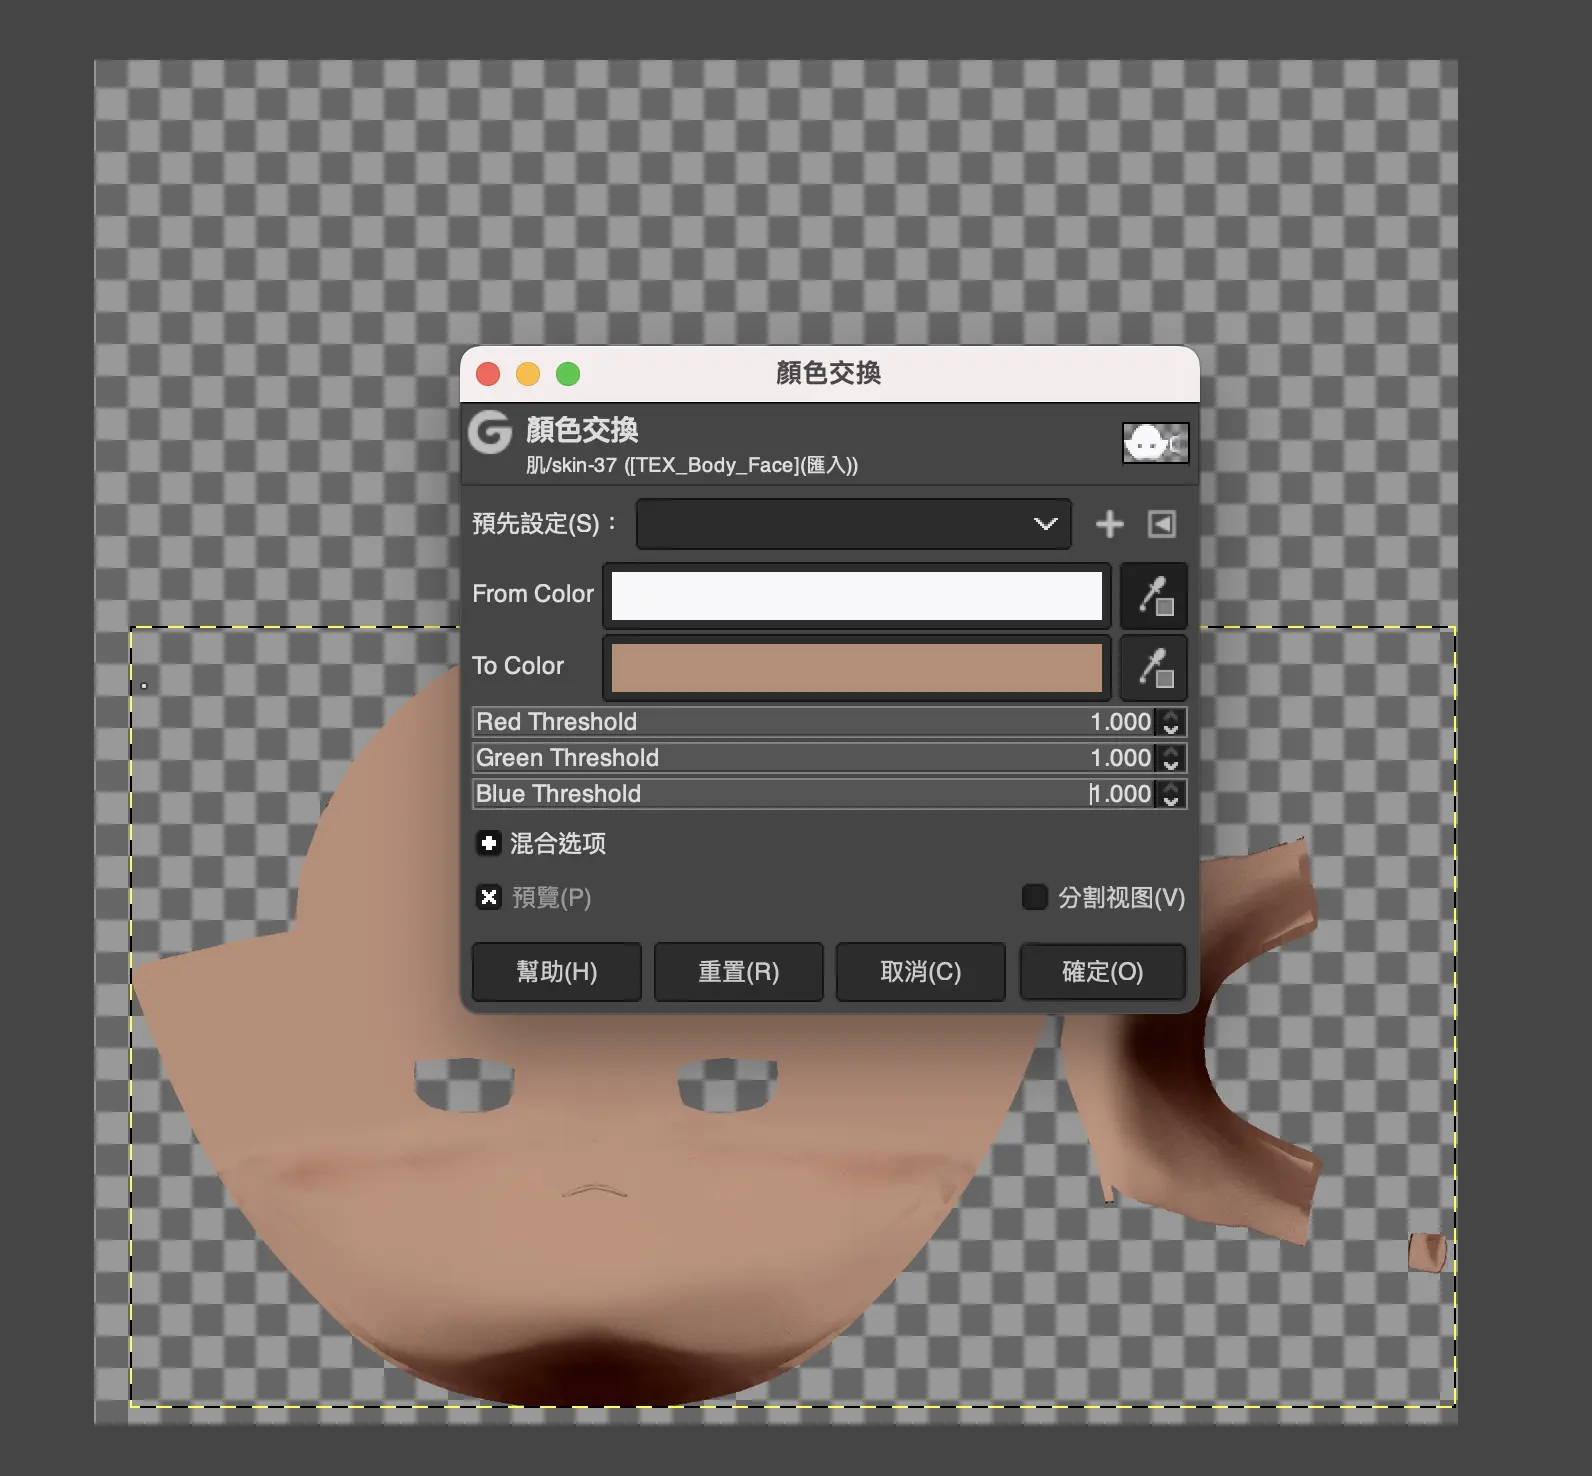 顏色交換
顏色交換
肌/skin-37 ([TEX_Body_Face](匯入))
預先設定(S)：
From Color
To Color
Red Threshold 1.000
Green Threshold 1.000
Blue Threshold 1.000
混合选项
預覽(P) 分割视图(V)
幫助(H) 重置(R) 取消(C) 確定(O)